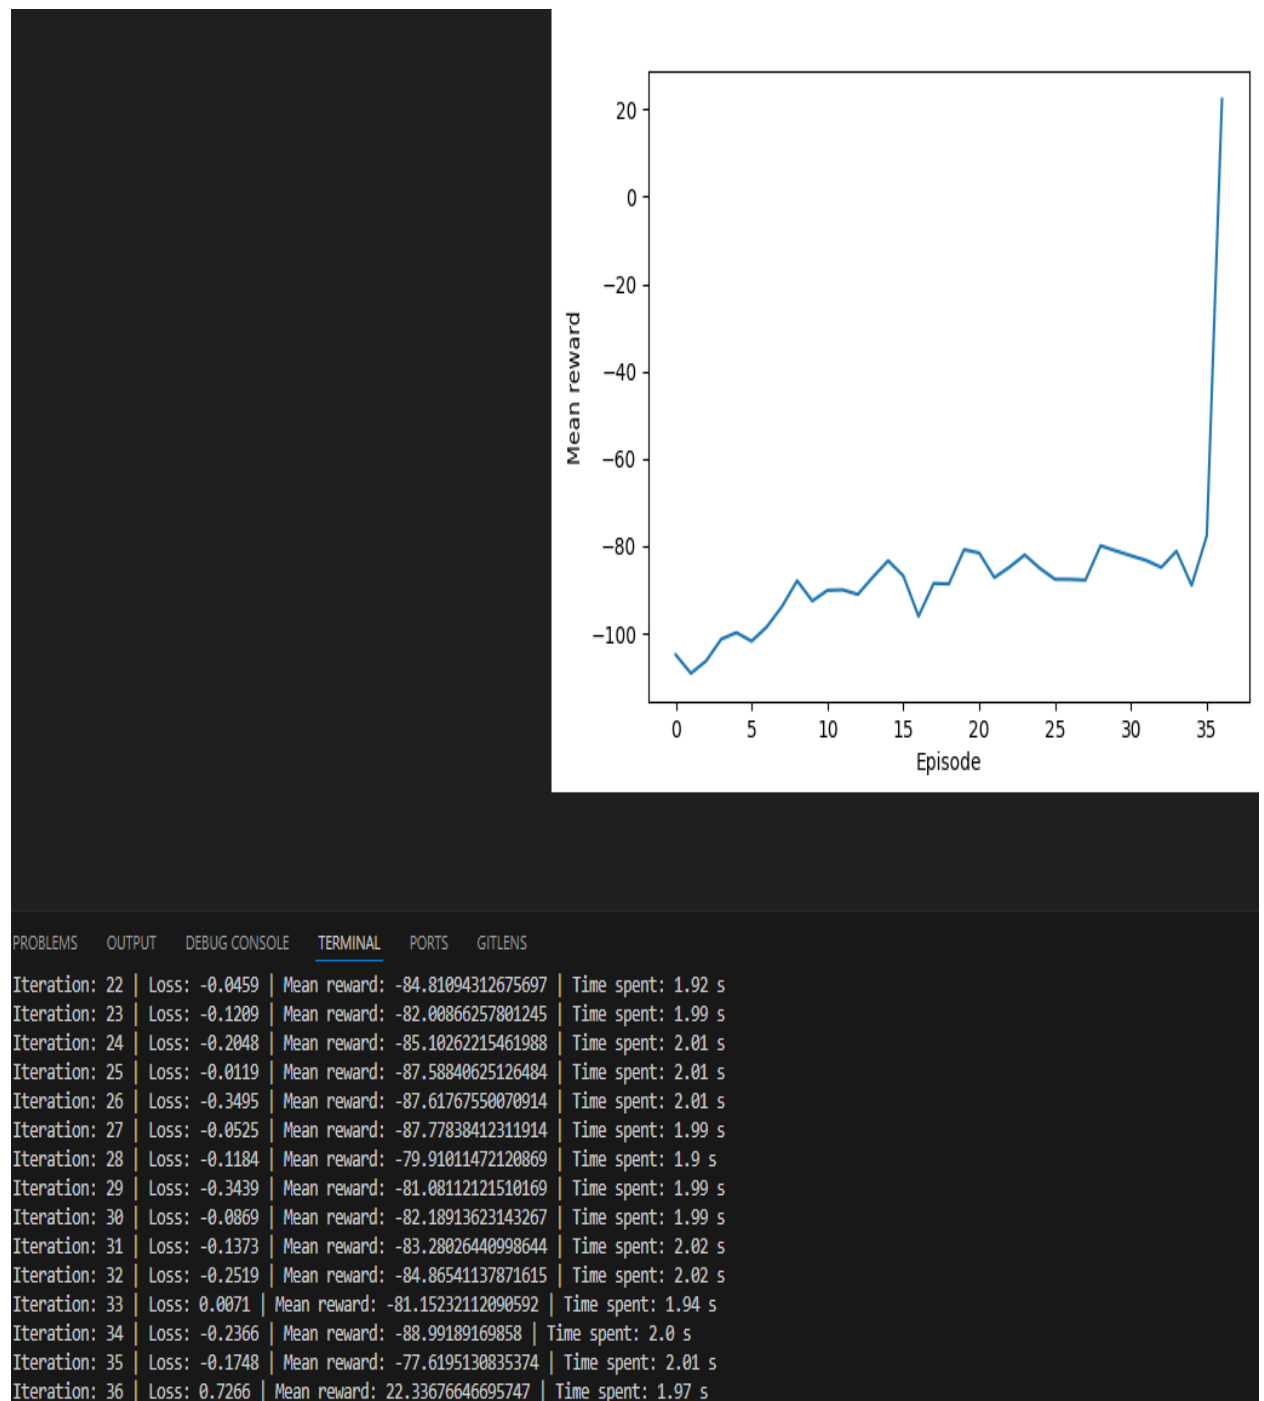 20
0
−20
−40
−60
−80
−100
Mean reward
0 5 10 15 20 25 30 35
Episode
PROBLEMS OUTPUT DEBUG CONSOLE TERMINAL PORTS GITLENS
Iteration: 22 | Loss: -0.0459 | Mean reward: -84.81094312675697 | Time spent: 1.92 s
Iteration: 23 | Loss: -0.1209 | Mean reward: -82.00866257801245 | Time spent: 1.99 s
Iteration: 24 | Loss: -0.2048 | Mean reward: -85.10262215461988 | Time spent: 2.01 s
Iteration: 25 | Loss: -0.0119 | Mean reward: -87.58840625126484 | Time spent: 2.01 s
Iteration: 26 | Loss: -0.3495 | Mean reward: -87.61767550070914 | Time spent: 2.01 s
Iteration: 27 | Loss: -0.0525 | Mean reward: -87.77838412311914 | Time spent: 1.99 s
Iteration: 28 | Loss: -0.1184 | Mean reward: -79.91011472120869 | Time spent: 1.9 s
Iteration: 29 | Loss: -0.3439 | Mean reward: -81.08112121510169 | Time spent: 1.99 s
Iteration: 30 | Loss: -0.0869 | Mean reward: -82.18913623143267 | Time spent: 1.99 s
Iteration: 31 | Loss: -0.1373 | Mean reward: -83.28026440998644 | Time spent: 2.02 s
Iteration: 32 | Loss: -0.2519 | Mean reward: -84.86541137871615 | Time spent: 2.02 s
Iteration: 33 | Loss: 0.0071 | Mean reward: -81.15232112090592 | Time spent: 1.94 s
Iteration: 34 | Loss: -0.2366 | Mean reward: -88.99189169858 | Time spent: 2.0 s
Iteration: 35 | Loss: -0.1748 | Mean reward: -77.6195130835374 | Time spent: 2.01 s
Iteration: 36 | Loss: 0.7266 | Mean reward: 22.33676646695747 | Time spent: 1.97 s